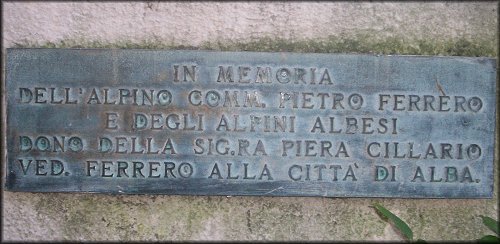 IN MEMORIA
DELL'ALPINO COMM. PIETRO FERRERO
E DEGLI ALPINI ALBESI
DONO DELLA SIG.RA PIERA CILLARIO
VED. FERRERO ALLA CITTÀ DI ALBA.